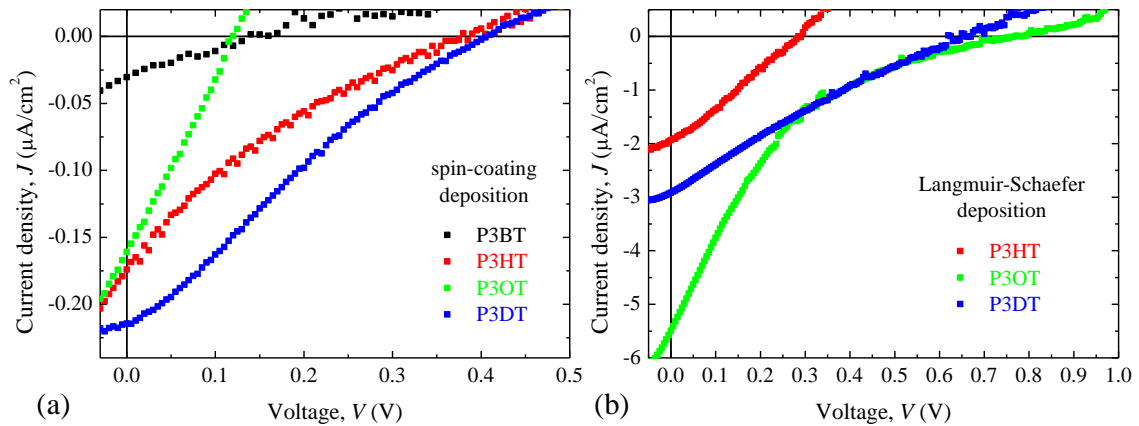 0.00
-0.05
-0.10
-0.15
-0.20
Current density, J (μA/cm²)
spin-coating
deposition
P3BT
P3HT
P3OT
P3DT
0.0 0.1 0.2 0.3 0.4 0.5
Voltage, V (V)
(a)
0
-1
-2
-3
-4
-5
-6
Current density, J (μA/cm²)
Langmuir-Schaefer
deposition
P3HT
P3OT
P3DT
0.0 0.1 0.2 0.3 0.4 0.5 0.6 0.7 0.8 0.9 1.0
Voltage, V (V)
(b)